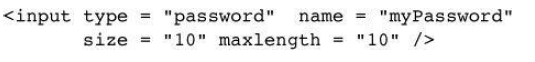 <input type = "password"  name = "myPassword"
       size = "10" maxlength = "10" />